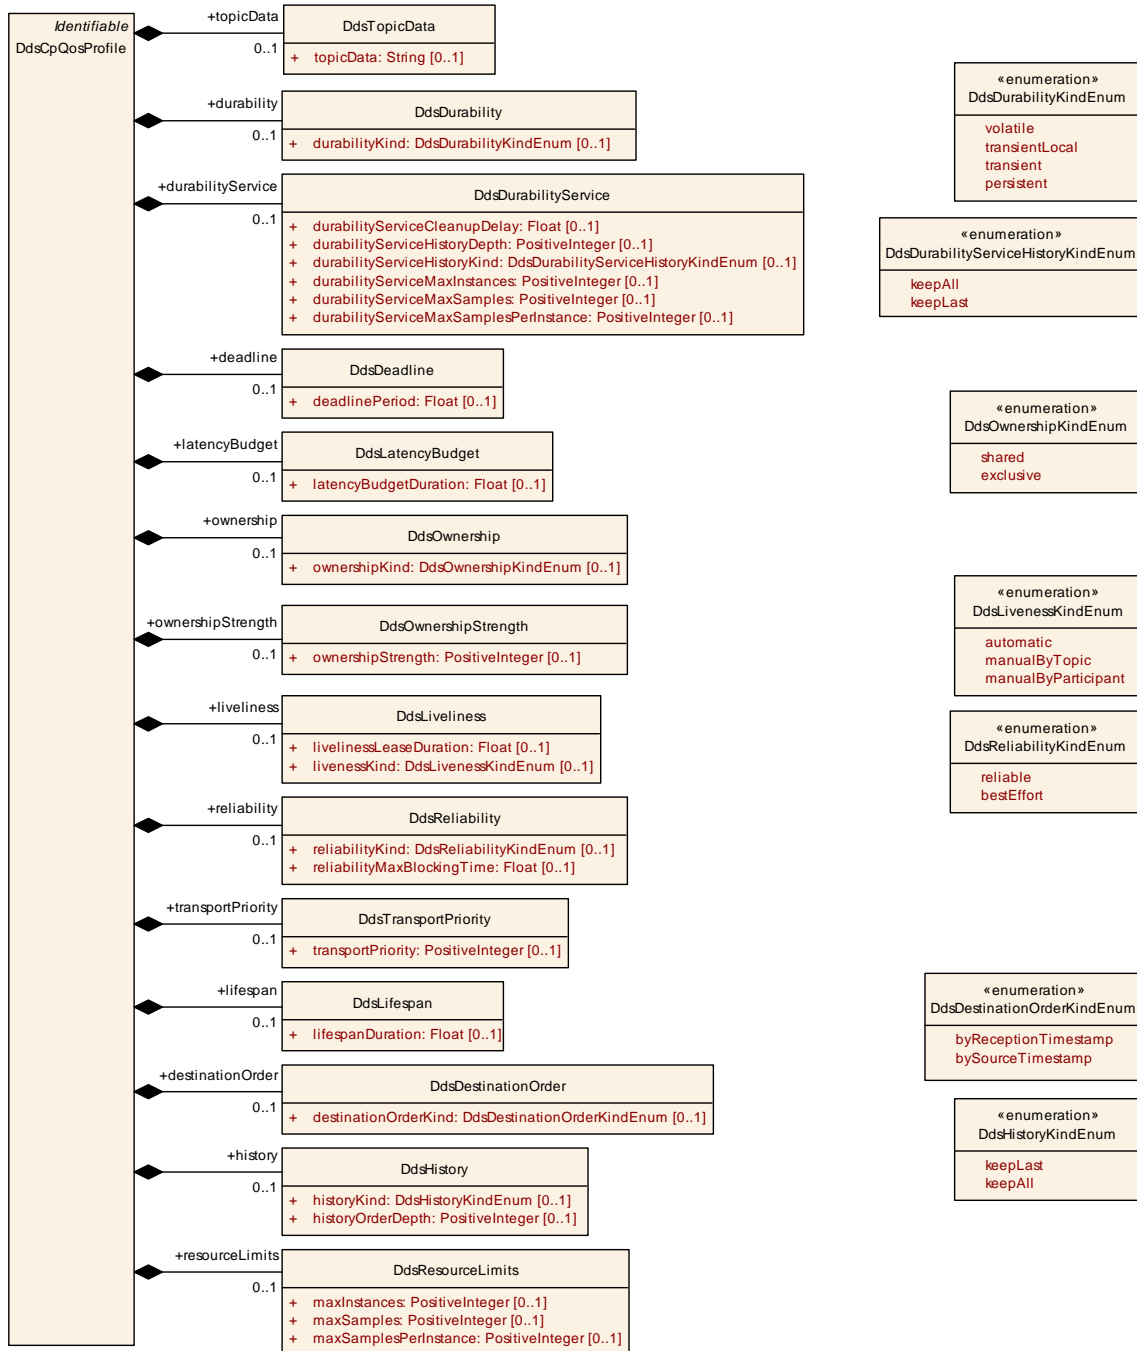 Identifiable
DdsCpQosProfile
+topicData
0..1
DdsTopicData
+ topicData: String [0..1]
+durability
0..1
DdsDurability
+ durabilityKind: DdsDurabilityKindEnum [0..1]
+durabilityService
0..1
DdsDurabilityService
+ durabilityServiceCleanupDelay: Float [0..1]
+ durabilityServiceHistoryDepth: PositiveInteger [0..1]
+ durabilityServiceHistoryKind: DdsDurabilityServiceHistoryKindEnum [0..1]
+ durabilityServiceMaxInstances: PositiveInteger [0..1]
+ durabilityServiceMaxSamples: PositiveInteger [0..1]
+ durabilityServiceMaxSamplesPerInstance: PositiveInteger [0..1]
+deadline
0..1
DdsDeadline
+ deadlinePeriod: Float [0..1]
+latencyBudget
0..1
DdsLatencyBudget
+ latencyBudgetDuration: Float [0..1]
+ownership
0..1
DdsOwnership
+ ownershipKind: DdsOwnershipKindEnum [0..1]
+ownershipStrength
0..1
DdsOwnershipStrength
+ ownershipStrength: PositiveInteger [0..1]
+liveliness
0..1
DdsLiveliness
+ livelinessLeaseDuration: Float [0..1]
+ livenessKind: DdsLivenessKindEnum [0..1]
+reliability
0..1
DdsReliability
+ reliabilityKind: DdsReliabilityKindEnum [0..1]
+ reliabilityMaxBlockingTime: Float [0..1]
+transportPriority
0..1
DdsTransportPriority
+ transportPriority: PositiveInteger [0..1]
+lifespan
0..1
DdsLifespan
+ lifespanDuration: Float [0..1]
+destinationOrder
0..1
DdsDestinationOrder
+ destinationOrderKind: DdsDestinationOrderKindEnum [0..1]
+history
0..1
DdsHistory
+ historyKind: DdsHistoryKindEnum [0..1]
+ historyOrderDepth: PositiveInteger [0..1]
+resourceLimits
0..1
DdsResourceLimits
+ maxInstances: PositiveInteger [0..1]
+ maxSamples: PositiveInteger [0..1]
+ maxSamplesPerInstance: PositiveInteger [0..1]
«enumeration»
DdsDurabilityKindEnum
volatile
transientLocal
transient
persistent
«enumeration»
DdsDurabilityServiceHistoryKindEnum
keepAll
keepLast
«enumeration»
DdsOwnershipKindEnum
shared
exclusive
«enumeration»
DdsLivenessKindEnum
automatic
manualByTopic
manualByParticipant
«enumeration»
DdsReliabilityKindEnum
reliable
bestEffort
«enumeration»
DdsDestinationOrderKindEnum
byReceptionTimestamp
bySourceTimestamp
«enumeration»
DdsHistoryKindEnum
keepLast
keepAll